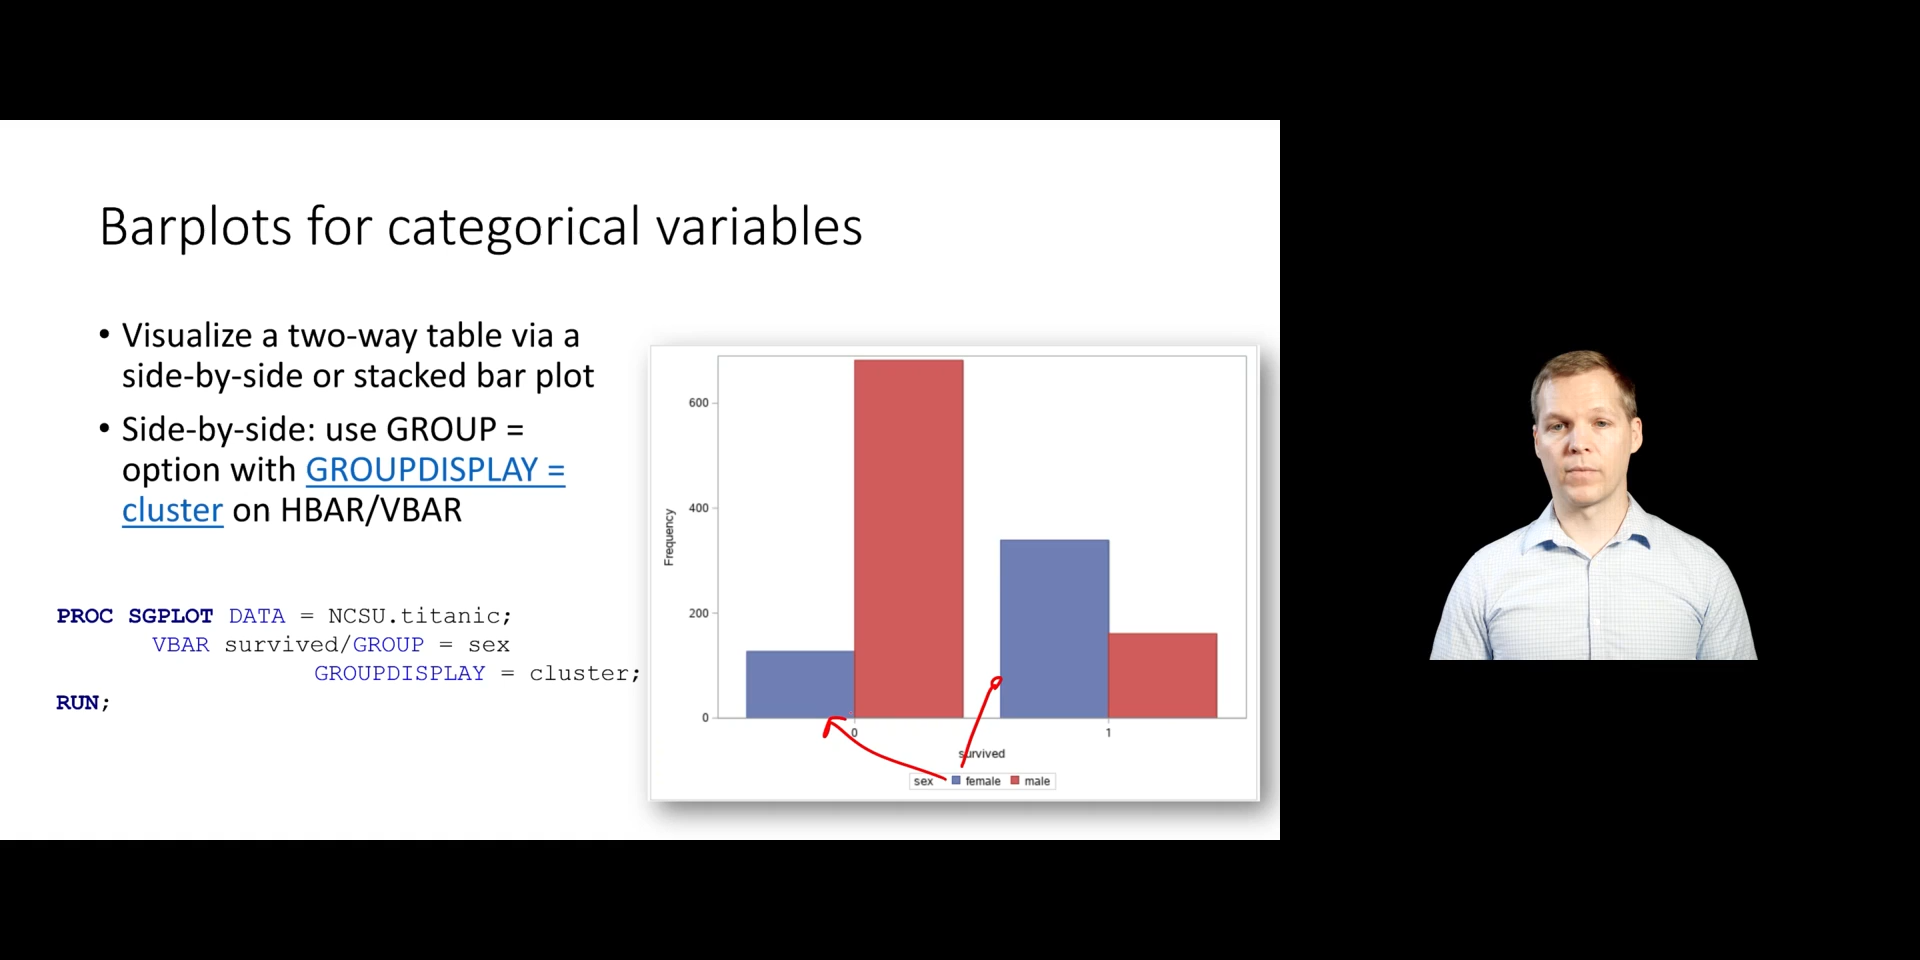 Barplots for categorical variables
• Visualize a two-way table via a
side-by-side or stacked bar plot
• Side-by-side: use GROUP =
option with GROUPDISPLAY =
cluster on HBAR/VBAR
PROC SGPLOT DATA = NCSU.titanic;
VBAR survived/GROUP = sex
GROUPDISPLAY = cluster;
RUN;
Frequency
600
400
200
0
0 1
survived
sex female male